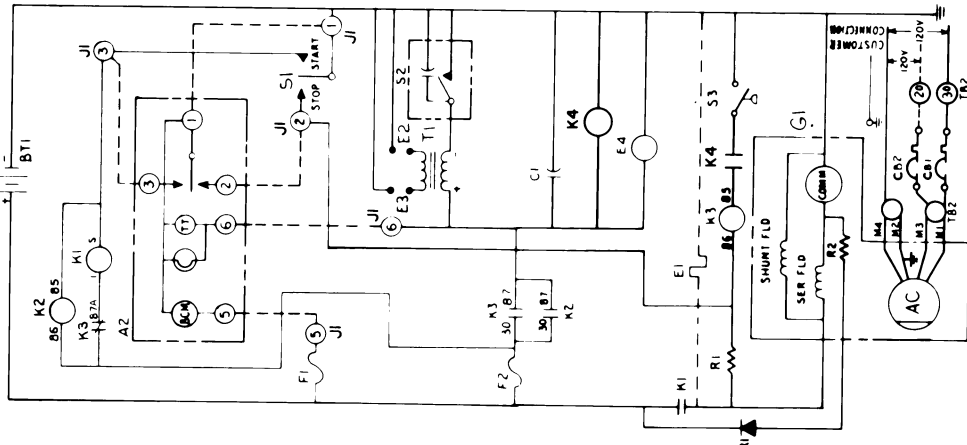 BT1
- +
3
J1
1
J1
START
S1
STOP
J1
2
K2
85
86
K1
S
K3
87A
A2
1
3
2
TT
6
BCM
5
J1
6
5
J1
F1
S2
E2
T1
E3
+
K4
C1
E4
K3
87
30
87
30
K2
F2
E1
S3
K4
85
K3
86
R1
K1
G1
SHUNT FLD
SER FLD
COMM
R2
CUSTOMER
CONNECTION
120V
120V
20
30
TB2
CB2
CB1
TB2
M4
M2
M3
M1
AC